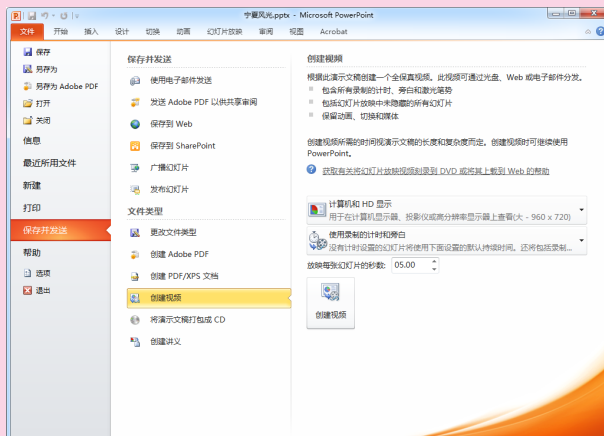 宁夏风光.pptx - Microsoft PowerPoint
文件 开始 插入 设计 切换 动画 幻灯片放映 审阅 视图 Acrobat
保存
另存为
另存为 Adobe PDF
打开
关闭
信息
最近所用文件
新建
打印
保存并发送
帮助
选项
退出
保存并发送
使用电子邮件发送
发送 Adobe PDF 以供共享审阅
保存到 Web
保存到 SharePoint
广播幻灯片
发布幻灯片
文件类型
更改文件类型
创建 Adobe PDF
创建 PDF/XPS 文档
创建视频
将演示文稿打包成 CD
创建讲义
创建视频
根据此演示文稿创建一个全保真视频。此视频可通过光盘、Web 或电子邮件分发。
包含所有录制的计时、旁白和激光笔势
包括幻灯片放映中未隐藏的所有幻灯片
保留动画、切换和媒体
创建视频所需的时间视演示文稿的长度和复杂度而定。创建视频时可继续使用
PowerPoint。
获取有关将幻灯片放映视频刻录到 DVD 或将其上载到 Web 的帮助
计算机和 HD 显示
用于在计算机显示器、投影仪或高分辨率显示器上查看(大 - 960 x 720)
使用录制的计时和旁白
没有计时设置的幻灯片将使用下面设置的默认持续时间。还将包括录制...
放映每张幻灯片的秒数: 05.00
创建视频